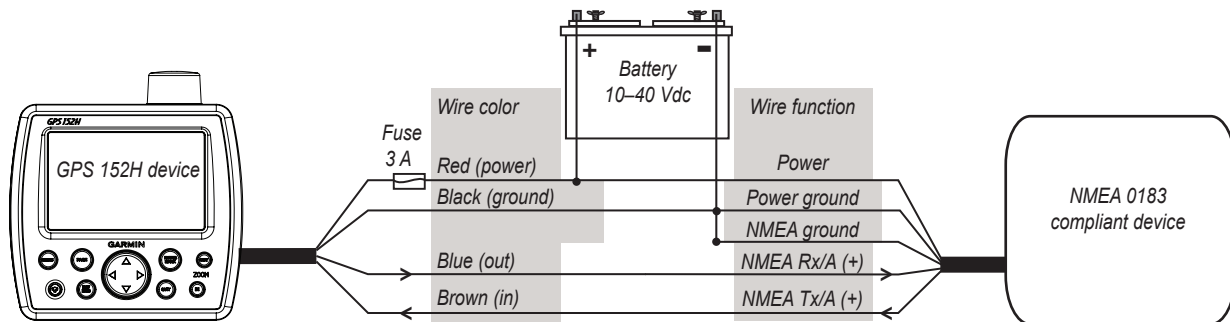 GPS 152H
GPS 152H device
GARMIN
ZOOM
Fuse
3 A
Wire color
Red (power)
Black (ground)
Blue (out)
Brown (in)
+ -
Battery
10–40 Vdc
Wire function
Power
Power ground
NMEA ground
NMEA Rx/A (+)
NMEA Tx/A (+)
NMEA 0183
compliant device